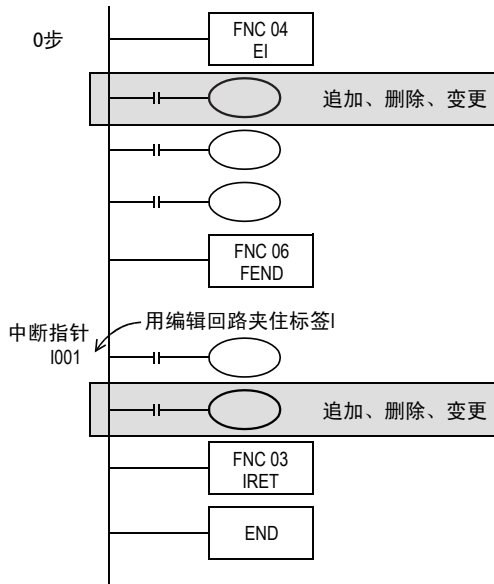 0步
FNC 04
EI
追加、删除、变更
FNC 06
FEND
用编辑回路夹住标签I
中断指针
I001
追加、删除、变更
FNC 03
IRET
END